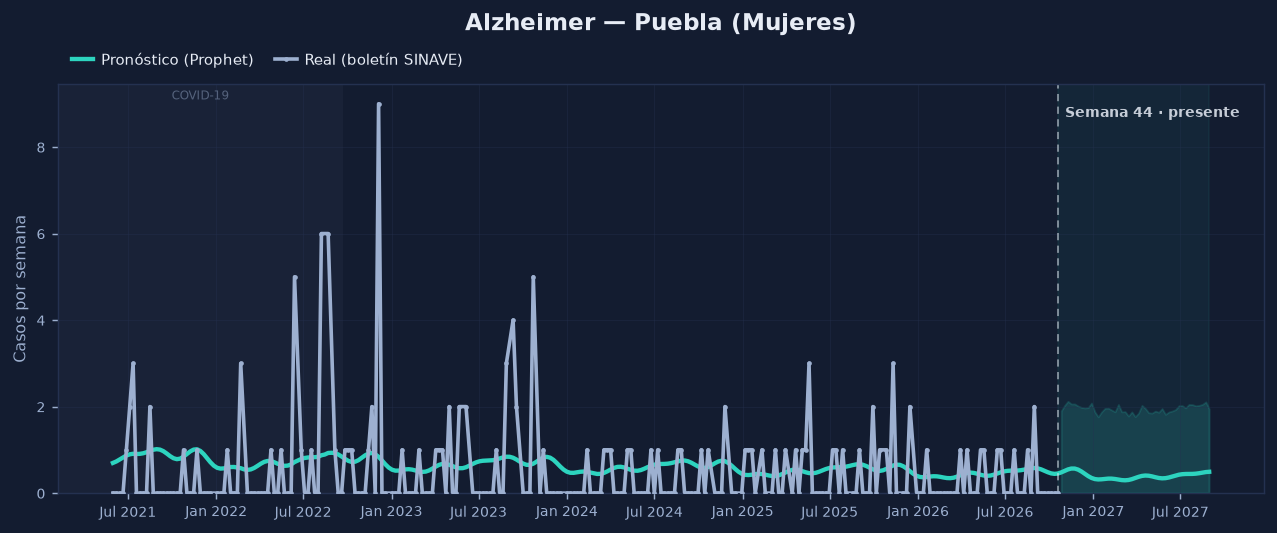 Alzheimer — Puebla (Mujeres)
Pronóstico (Prophet)
Real (boletín SINAVE)
COVID-19
Semana 44 · presente
Casos por semana
8
6
4
2
0
Jul 2021
Jan 2022
Jul 2022
Jan 2023
Jul 2023
Jan 2024
Jul 2024
Jan 2025
Jul 2025
Jan 2026
Jul 2026
Jan 2027
Jul 2027